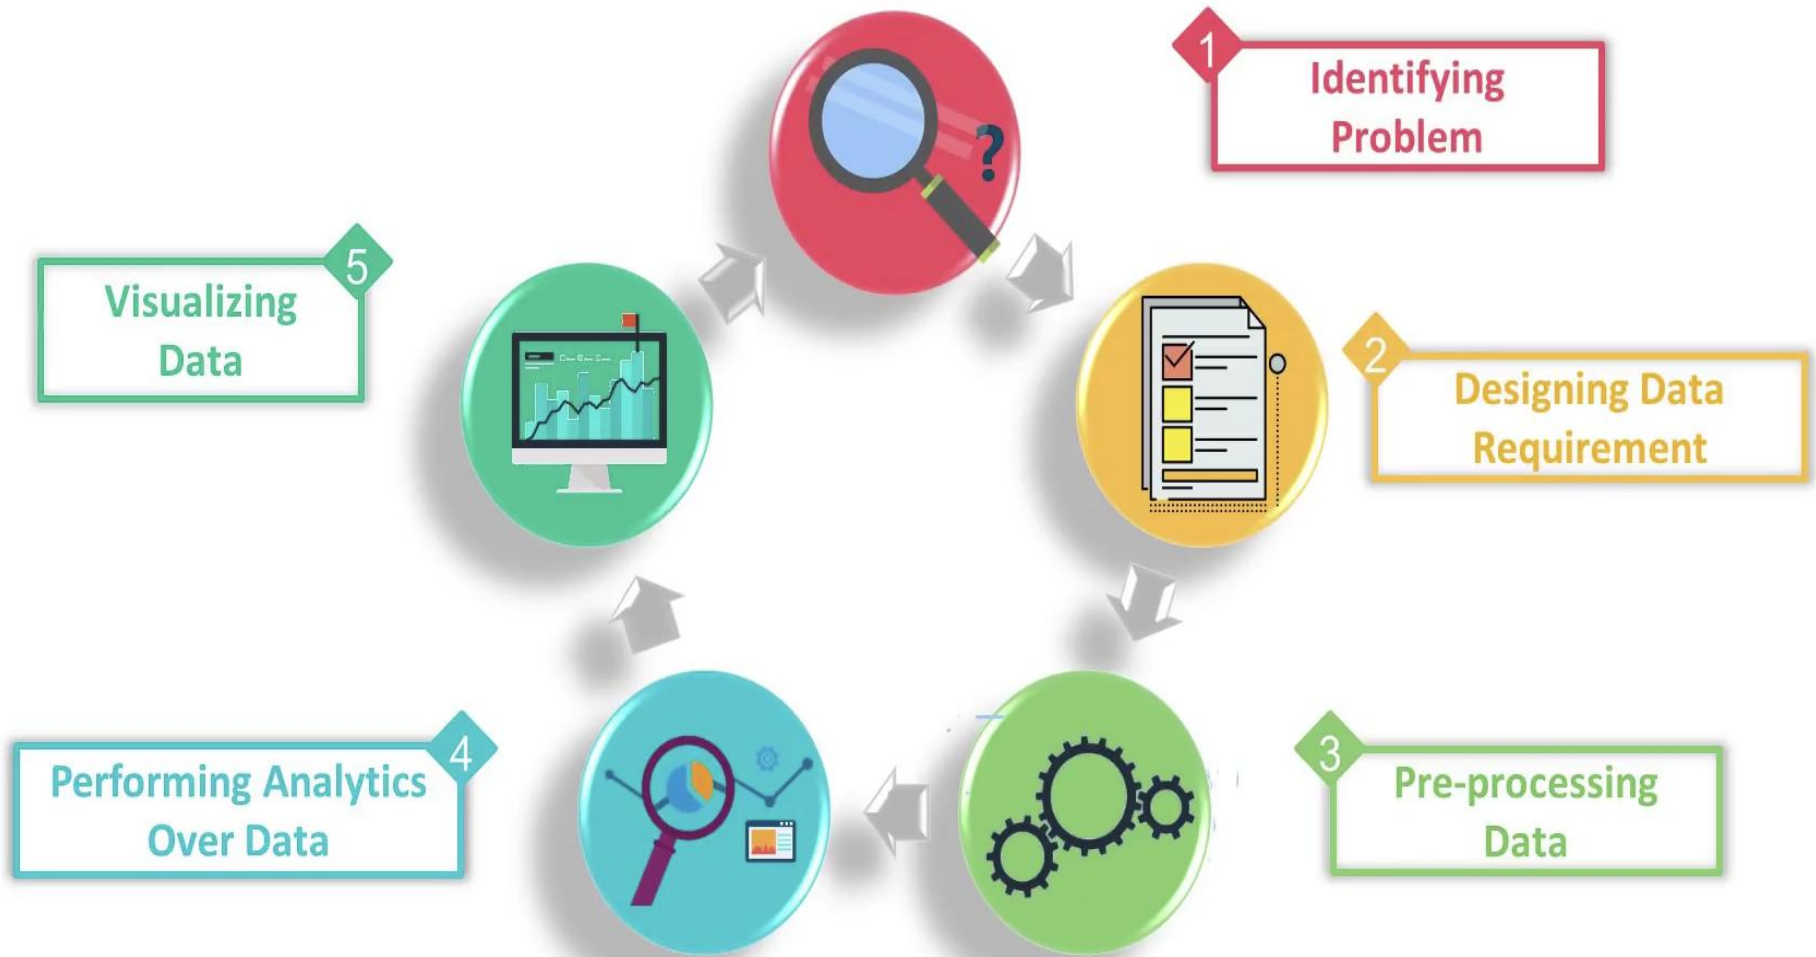 1
Identifying
Problem
2
Designing Data
Requirement
3
Pre-processing
Data
4
Performing Analytics
Over Data
5
Visualizing
Data
?